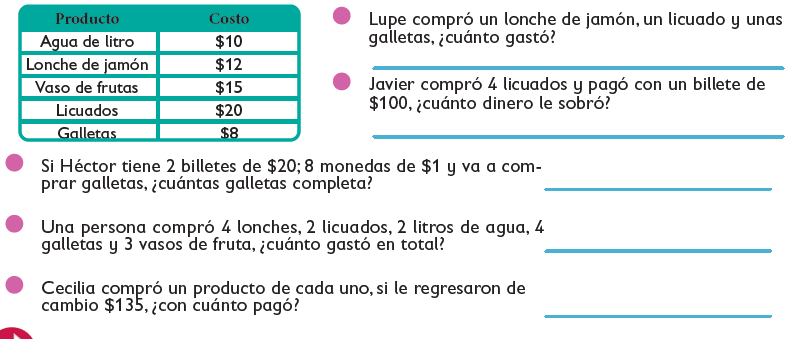 Producto Costo
Agua de litro $10
Lonche de jamón $12
Vaso de frutas $15
Licuados $20
Galletas $8
Lupe compró un lonche de jamón, un licuado y unas
galletas, ¿cuánto gastó?
Javier compró 4 licuados y pagó con un billete de
$100, ¿cuánto dinero le sobró?
Si Héctor tiene 2 billetes de $20; 8 monedas de $1 y va a com-
prar galletas, ¿cuántas galletas completa?
Una persona compró 4 lonches, 2 licuados, 2 litros de agua, 4
galletas y 3 vasos de fruta, ¿cuánto gastó en total?
Cecilia compró un producto de cada uno, si le regresaron de
cambio $135, ¿con cuánto pagó?